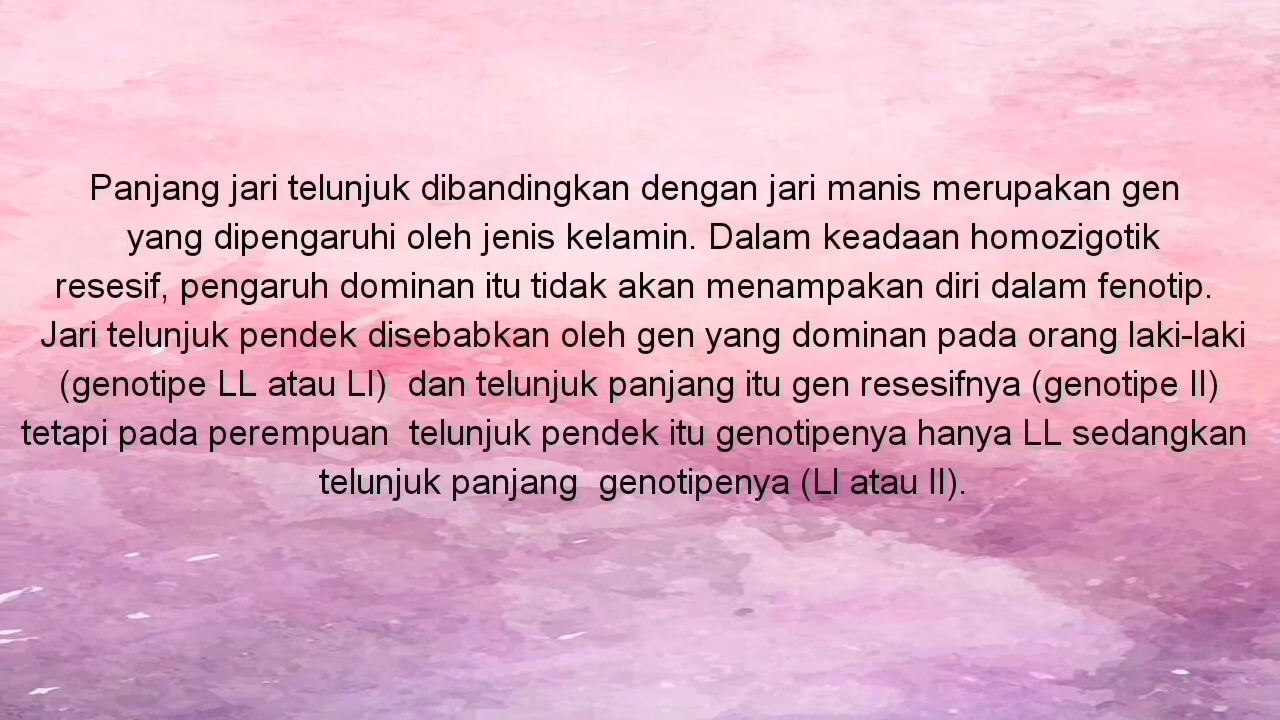 Panjang jari telunjuk dibandingkan dengan jari manis merupakan gen
yang dipengaruhi oleh jenis kelamin. Dalam keadaan homozigotik
resesif, pengaruh dominan itu tidak akan menampakan diri dalam fenotip.
Jari telunjuk pendek disebabkan oleh gen yang dominan pada orang laki-laki
(genotipe LL atau Ll)  dan telunjuk panjang itu gen resesifnya (genotipe ll)
tetapi pada perempuan  telunjuk pendek itu genotipenya hanya LL sedangkan
telunjuk panjang  genotipenya (Ll atau ll).